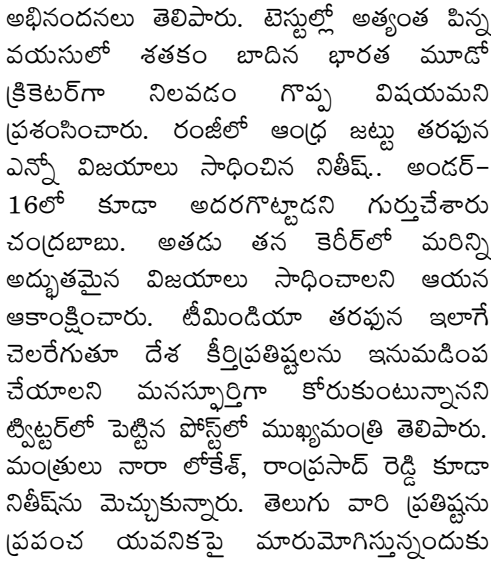 అభినందనలు తెలిపారు. టెస్టుల్లో అత్యంత పిన్న
వయసులో శతకం బాదిన భారత మూడో
క్రికెటర్‌గా నిలవడం గొప్ప విషయమని
ప్రశంసించారు. రంజీలో ఆంధ్ర జట్టు తరఫున
ఎన్నో విజయాలు సాధించిన నితీష్.. అండర్-
16లో కూడా అదరగొట్టాడని గుర్తుచేశారు
చంద్రబాబు. అతడు తన కెరీర్‌లో మరిన్ని
అద్భుతమైన విజయాలు సాధించాలని ఆయన
ఆకాంక్షించారు. టీమిండియా తరఫున ఇలాగే
చెలరేగుతూ దేశ కీర్తిప్రతిష్టలను ఇనుమడింప
చేయాలని మనస్ఫూర్తిగా కోరుకుంటున్నానని
ట్విట్టర్‌లో పెట్టిన పోస్ట్‌లో ముఖ్యమంత్రి తెలిపారు.
మంత్రులు నారా లోకేశ్, రాంప్రసాద్ రెడ్డి కూడా
నితీష్‌ను మెచ్చుకున్నారు. తెలుగు వారి ప్రతిష్టను
ప్రపంచ యవనికపై మారుమోగిస్తున్నందుకు